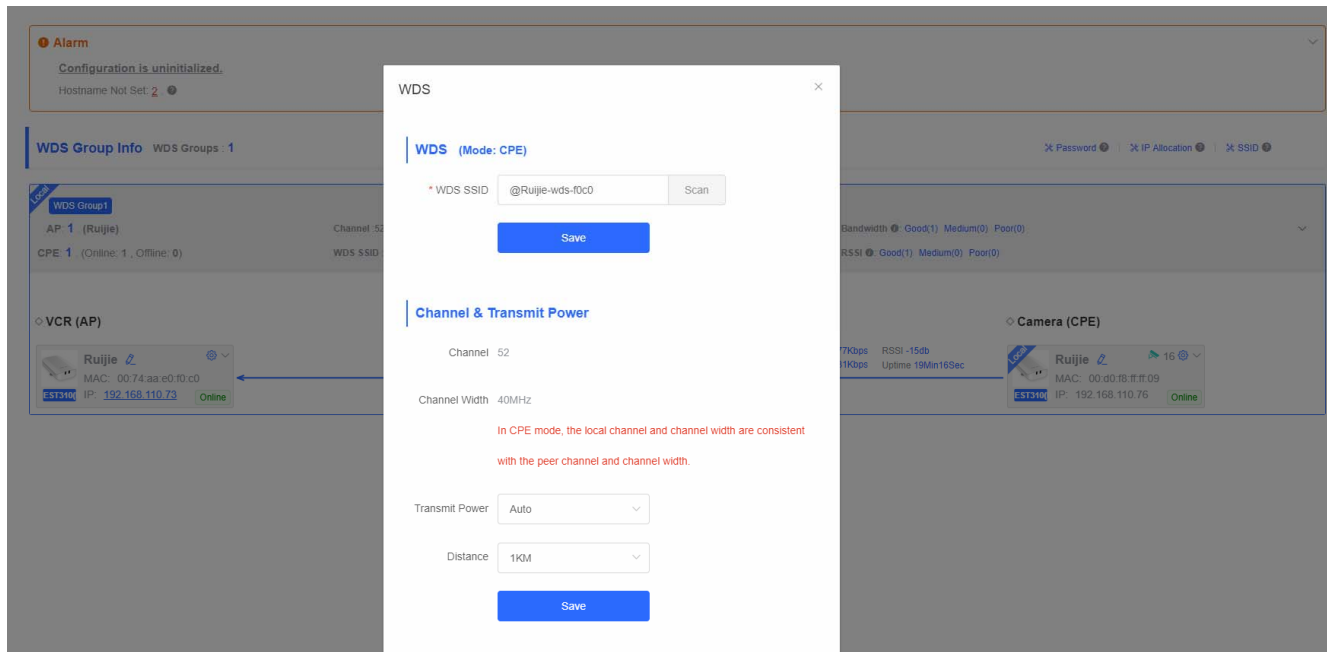 Alarm
Configuration is uninitialized.
Hostname Not Set: 2
WDS Group Info WDS Groups : 1
Password
IP Allocation
SSID
Local
WDS Group1
AP: 1 (Ruijie)
Channel: 52
Bandwidth : Good(1) Medium(0) Poor(0)
CPE: 1 (Online: 1 , Offline: 0)
WDS SSID
RSSI : Good(1) Medium(0) Poor(0)
VCR (AP)
Ruijie
MAC: 00:74:aa:e0:f0:c0
EST310
IP: 192.168.110.73
Online
7Kbps RSSI -15db
1Kbps Uptime 19Min16Sec
Camera (CPE)
Local
Ruijie
16
MAC: 00:d0:f8:ff:ff:09
EST310
IP: 192.168.110.76
Online
WDS
WDS (Mode: CPE)
* WDS SSID @Ruijie-wds-f0c0 Scan
Save
Channel & Transmit Power
Channel 52
Channel Width 40MHz
In CPE mode, the local channel and channel width are consistent
with the peer channel and channel width.
Transmit Power Auto
Distance 1KM
Save